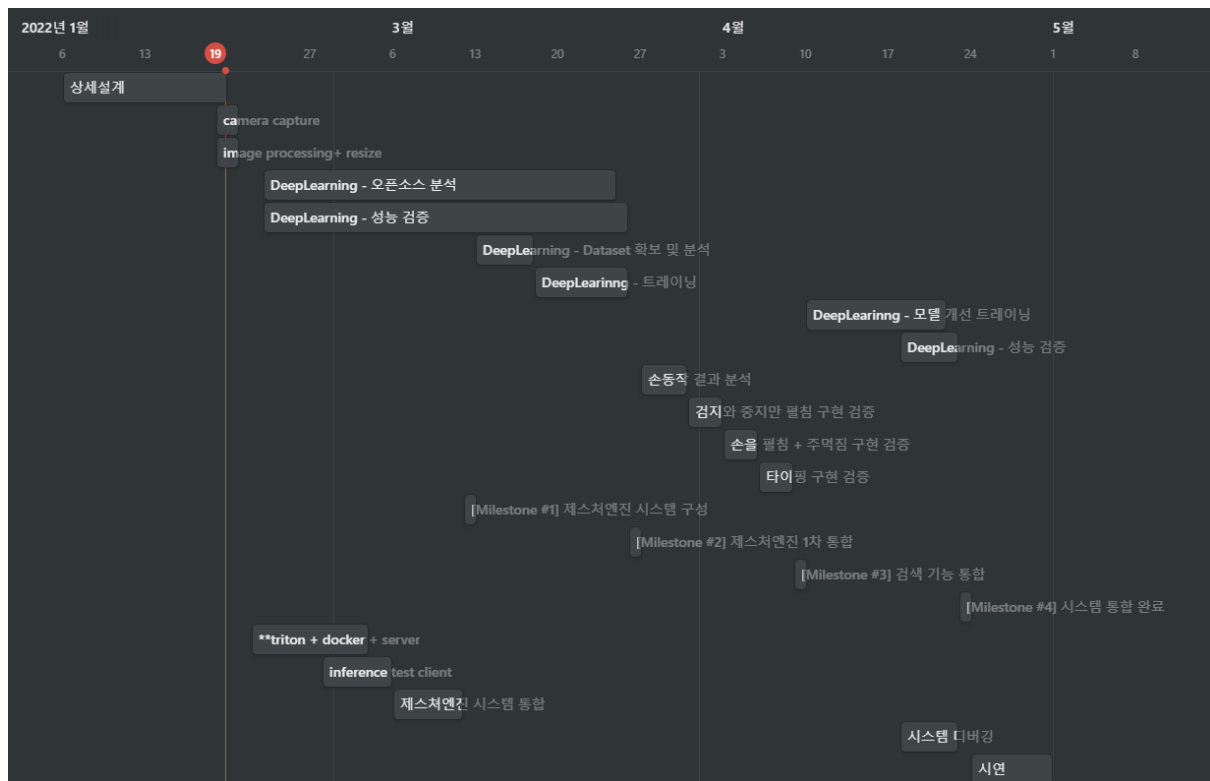 2022년 1월 3월 4월 5월
6 13 19 27 6 13 20 27 3 10 17 24 1 8
상세설계
camera capture
image processing+ resize
DeepLearning - 오픈소스 분석
DeepLearning - 성능 검증
DeepLearning - Dataset 확보 및 분석
DeepLearinng - 트레이닝
DeepLearinng - 모델 개선 트레이닝
DeepLearning - 성능 검증
손동작 결과 분석
검지와 중지만 펼침 구현 검증
손을 펼침 + 주먹짐 구현 검증
타이핑 구현 검증
[Milestone #1] 제스처엔진 시스템 구성
[Milestone #2] 제스처엔진 1차 통합
[Milestone #3] 검색 기능 통합
[Milestone #4] 시스템 통합 완료
**triton + docker + server
inference test client
제스쳐엔진 시스템 통합
시스템 디버깅
시연